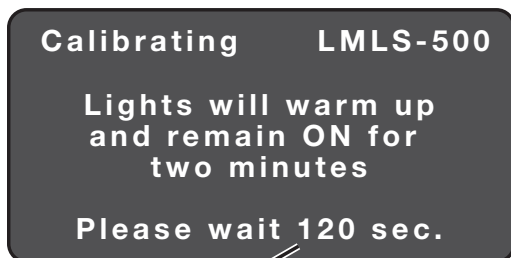 Calibrating LMLS-500
Lights will warm up
and remain ON for
two minutes
Please wait 120 sec.